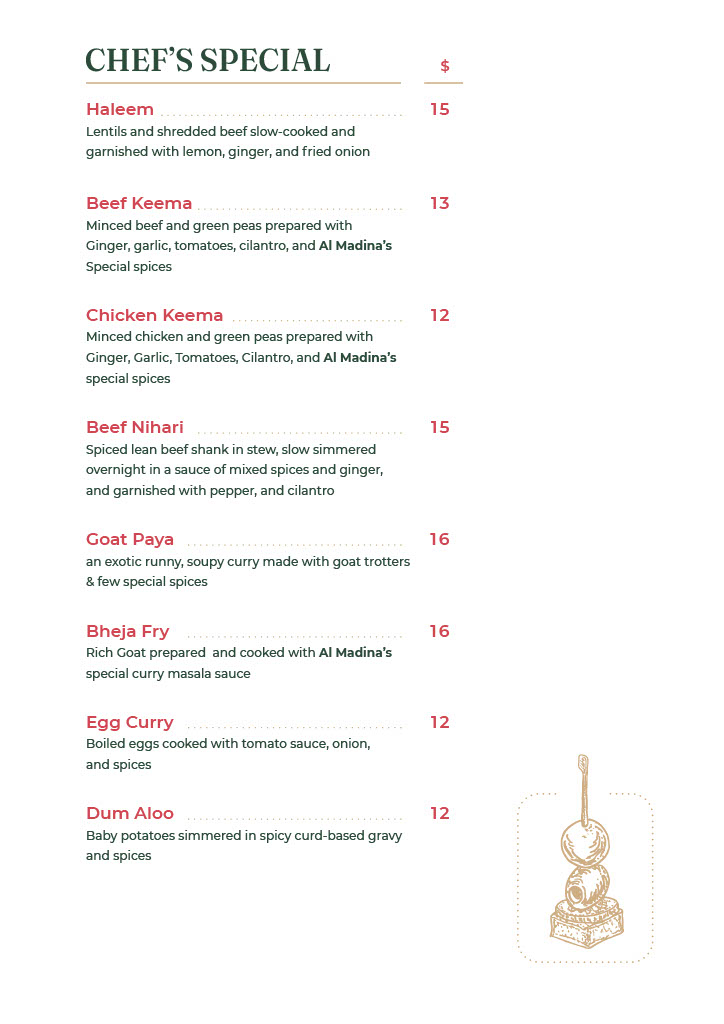 CHEF’S SPECIAL $
Haleem 15
Lentils and shredded beef slow-cooked and
garnished with lemon, ginger, and fried onion
Beef Keema 13
Minced beef and green peas prepared with
Ginger, garlic, tomatoes, cilantro, and Al Madina’s
Special spices
Chicken Keema 12
Minced chicken and green peas prepared with
Ginger, Garlic, Tomatoes, Cilantro, and Al Madina’s
special spices
Beef Nihari 15
Spiced lean beef shank in stew, slow simmered
overnight in a sauce of mixed spices and ginger,
and garnished with pepper, and cilantro
Goat Paya 16
an exotic runny, soupy curry made with goat trotters
& few special spices
Bheja Fry 16
Rich Goat prepared  and cooked with Al Madina’s
special curry masala sauce
Egg Curry 12
Boiled eggs cooked with tomato sauce, onion,
and spices
Dum Aloo 12
Baby potatoes simmered in spicy curd-based gravy
and spices